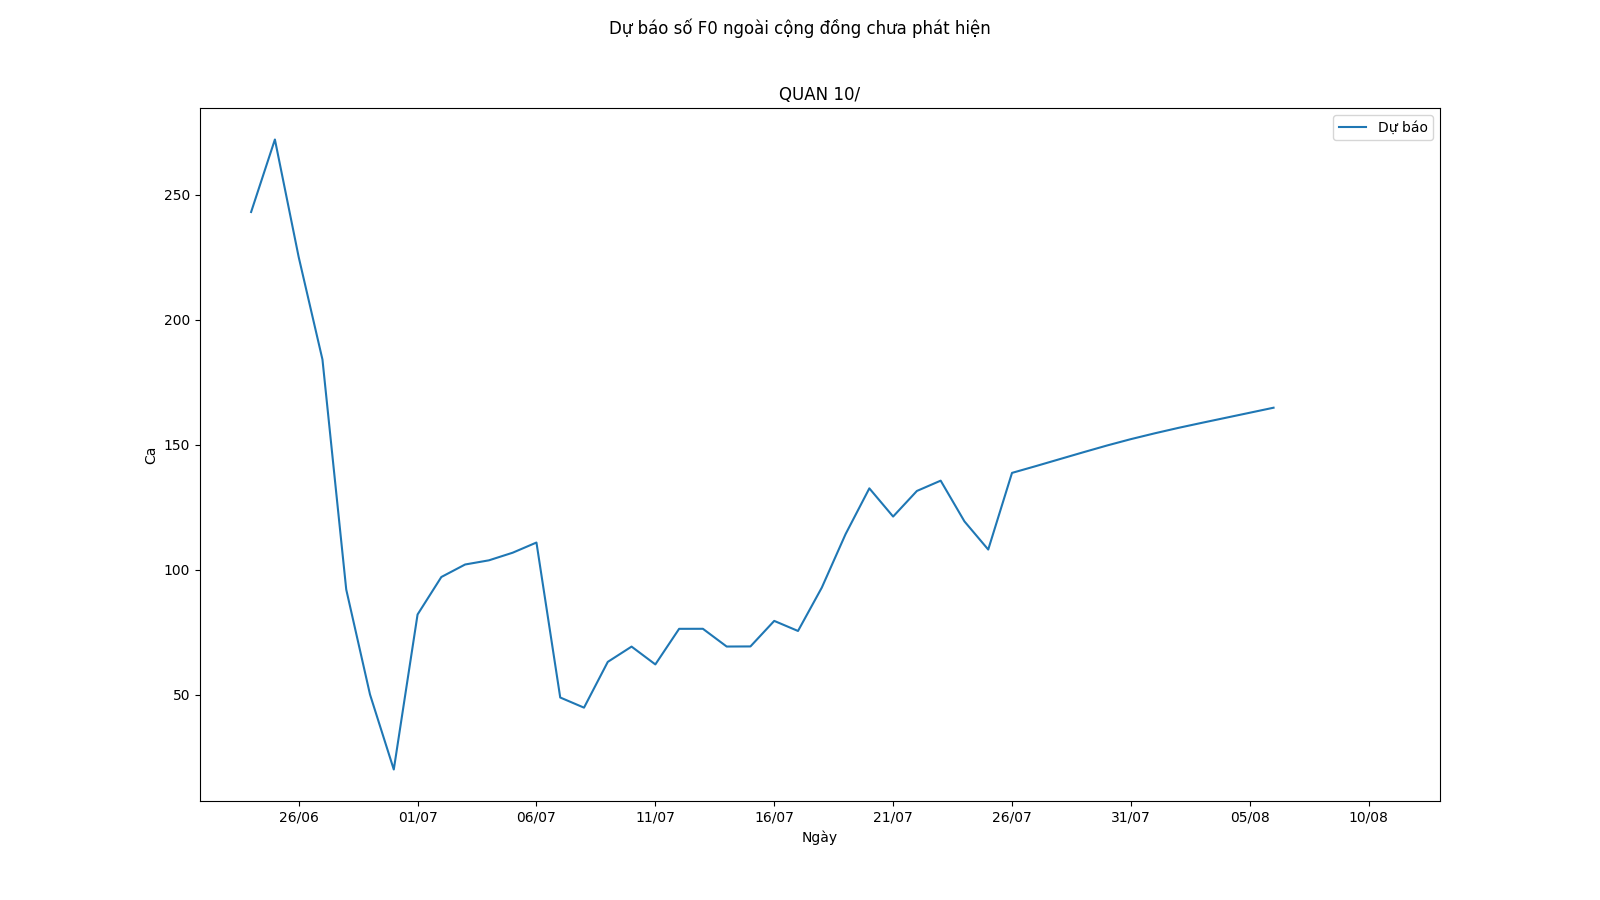 Dự báo số F0 ngoài cộng đồng chưa phát hiện
QUAN 10/
Dự báo
250
200
150
100
50
Ca
26/06 01/07 06/07 11/07 16/07 21/07 26/07 31/07 05/08 10/08
Ngày